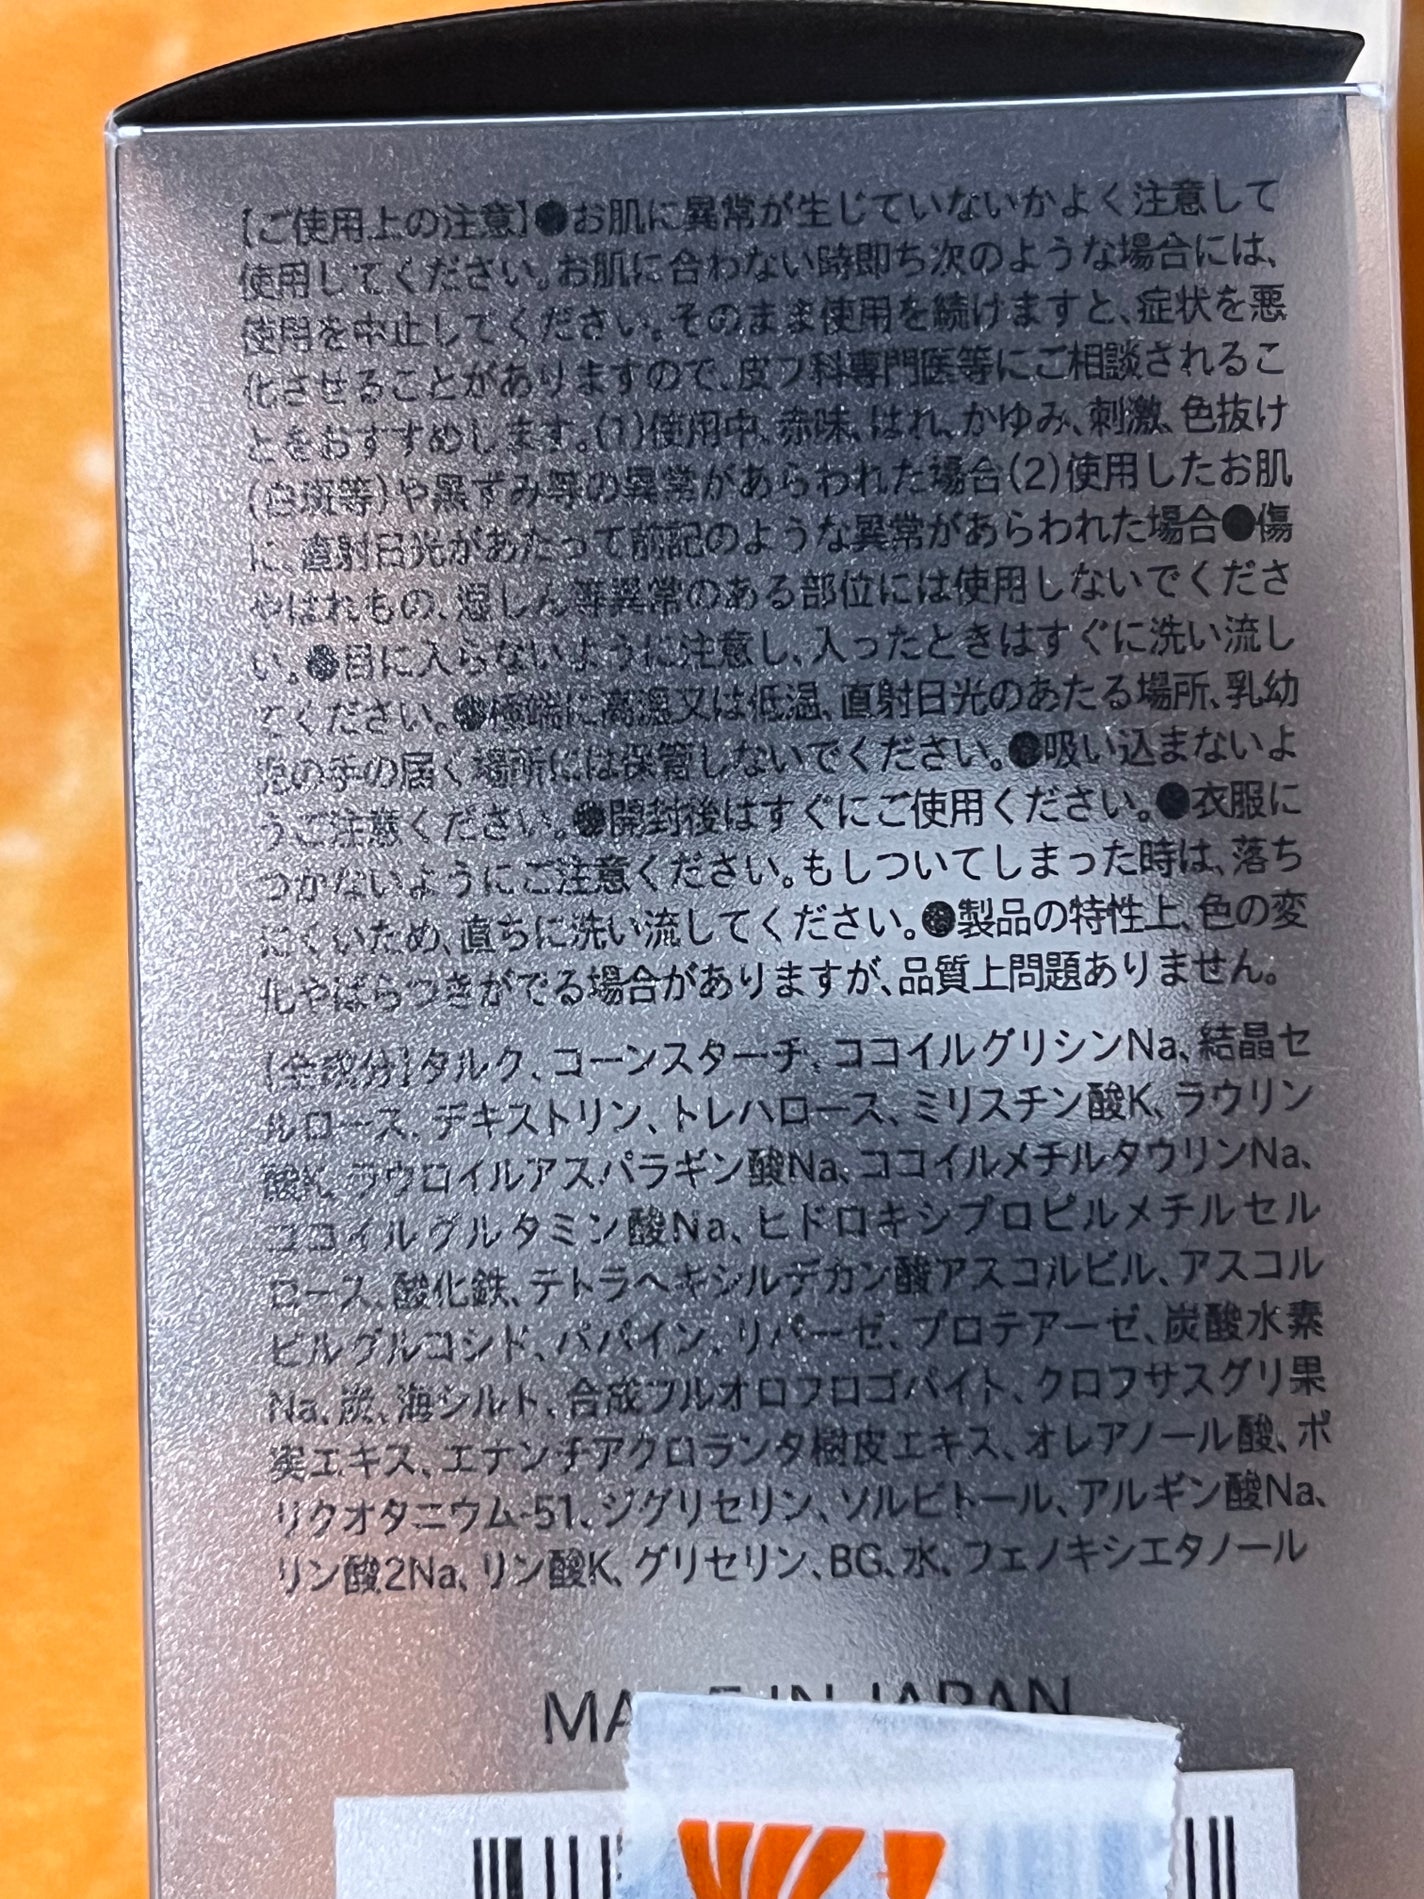 【ご使用上の注意】●お肌に異常が生じていないかよく注意して
使用してください。お肌に合わない時即ち次のような場合には、
使用を中止してください。そのまま使用を続けますと、症状を悪
化させることがありますので、皮フ科専門医等にご相談されるこ
とをおすすめします。(1)使用中、赤味、はれ、かゆみ、刺激、色抜け
(白斑等)や黒ずみ等の異常があらわれた場合(2)使用したお肌
に、直射日光があたって前記のような異常があらわれた場合●傷
やはれもの、湿しん等異常のある部位には使用しないでくださ
い。●目に入らないように注意し、入ったときはすぐに洗い流し
てください。●極端に高温又は低温、直射日光のあたる場所、乳幼
児の手の届く場所には保管しないでください。●吸い込まないよ
うご注意ください。●開封後はすぐにご使用ください。●衣服に
つかないようにご注意ください。もしついてしまった時は、落ち
にくいため、直ちに洗い流してください。●製品の特性上、色の変
化やばらつきがでる場合がありますが、品質上問題ありません。
【全成分】タルク、コーンスターチ、ココイルグリシンNa、結晶セ
ルロース、デキストリン、トレハロース、ミリスチン酸K、ラウリン
酸K、ラウロイルアスパラギン酸Na、ココイルメチルタウリンNa、
ココイルグルタミン酸Na、ヒドロキシプロピルメチルセル
ロース、酸化鉄、テトラヘキシルデカン酸アスコルビル、アスコル
ビルグルコシド、パパイン、リパーゼ、プロテアーゼ、炭酸水素
Na、炭、海シルト、合成フルオロフロゴパイト、クロフサスグリ果
実エキス、エナンチアクロランタ樹皮エキス、オレアノール酸、ポ
リクオタニウム-51、ジグリセリン、ソルビトール、アルギン酸Na、
リン酸2Na、リン酸K、グリセリン、BG、水、フェノキシエタノール
MADE IN JAPAN